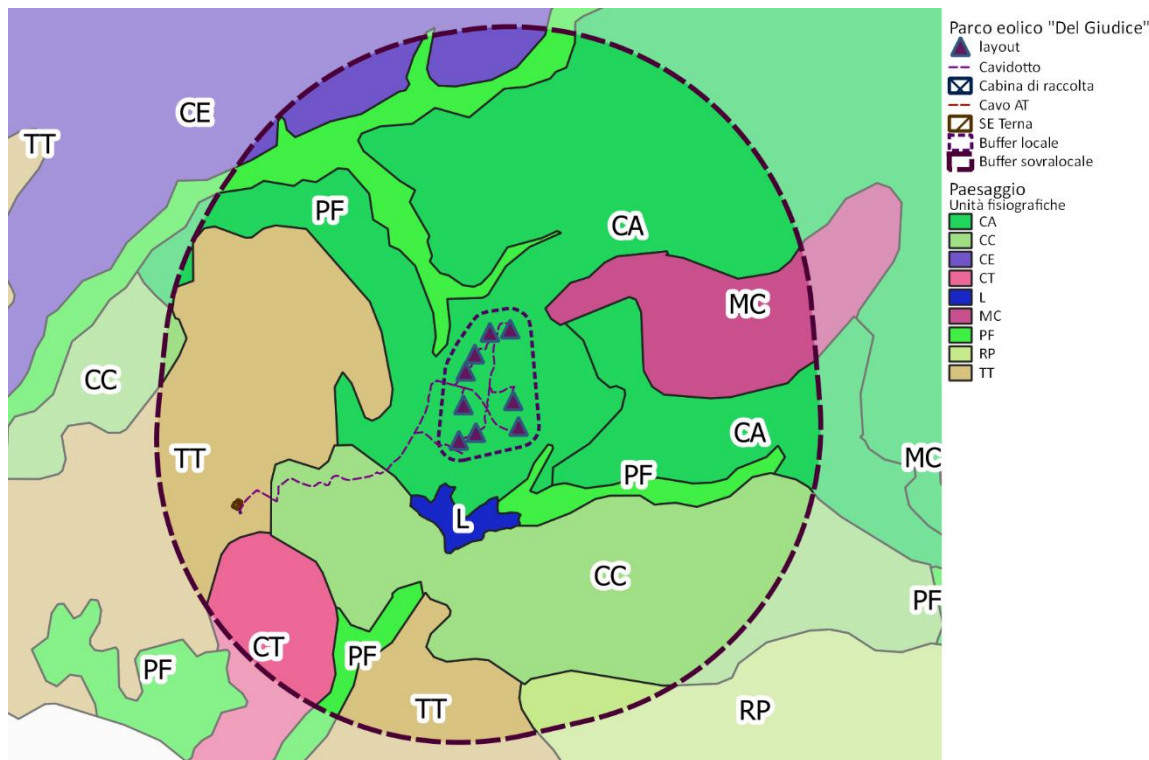 Parco eolico "Del Giudice"
layout
Cavidotto
Cabina di raccolta
Cavo AT
SE Terna
Buffer locale
Buffer sovralocale
Paesaggio
Unità fisiografiche
CA
CC
CE
CT
L
MC
PF
RP
TT
CE
TT
PF
CA
MC
CC
TT
CA
MC
PF
L
CC
PF
CT
PF
PF
TT
RP